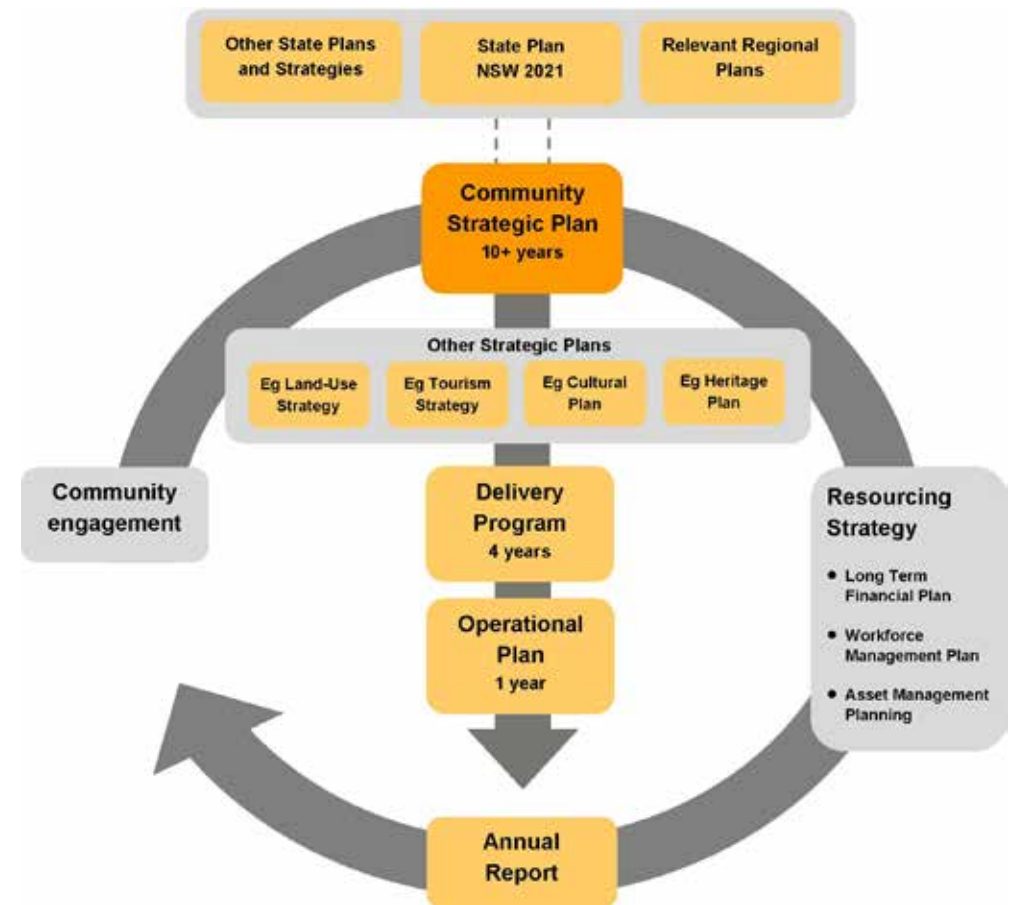 Other State Plans
and Strategies
State Plan
NSW 2021
Relevant Regional
Plans
Community
Strategic Plan
10+ years
Other Strategic Plans
Eg Land-Use
Strategy
Eg Tourism
Strategy
Eg Cultural
Plan
Eg Heritage
Plan
Community
engagement
Delivery
Program
4 years
Operational
Plan
1 year
Resourcing
Strategy
• Long Term
Financial Plan
• Workforce
Management Plan
• Asset Management
Planning
Annual
Report